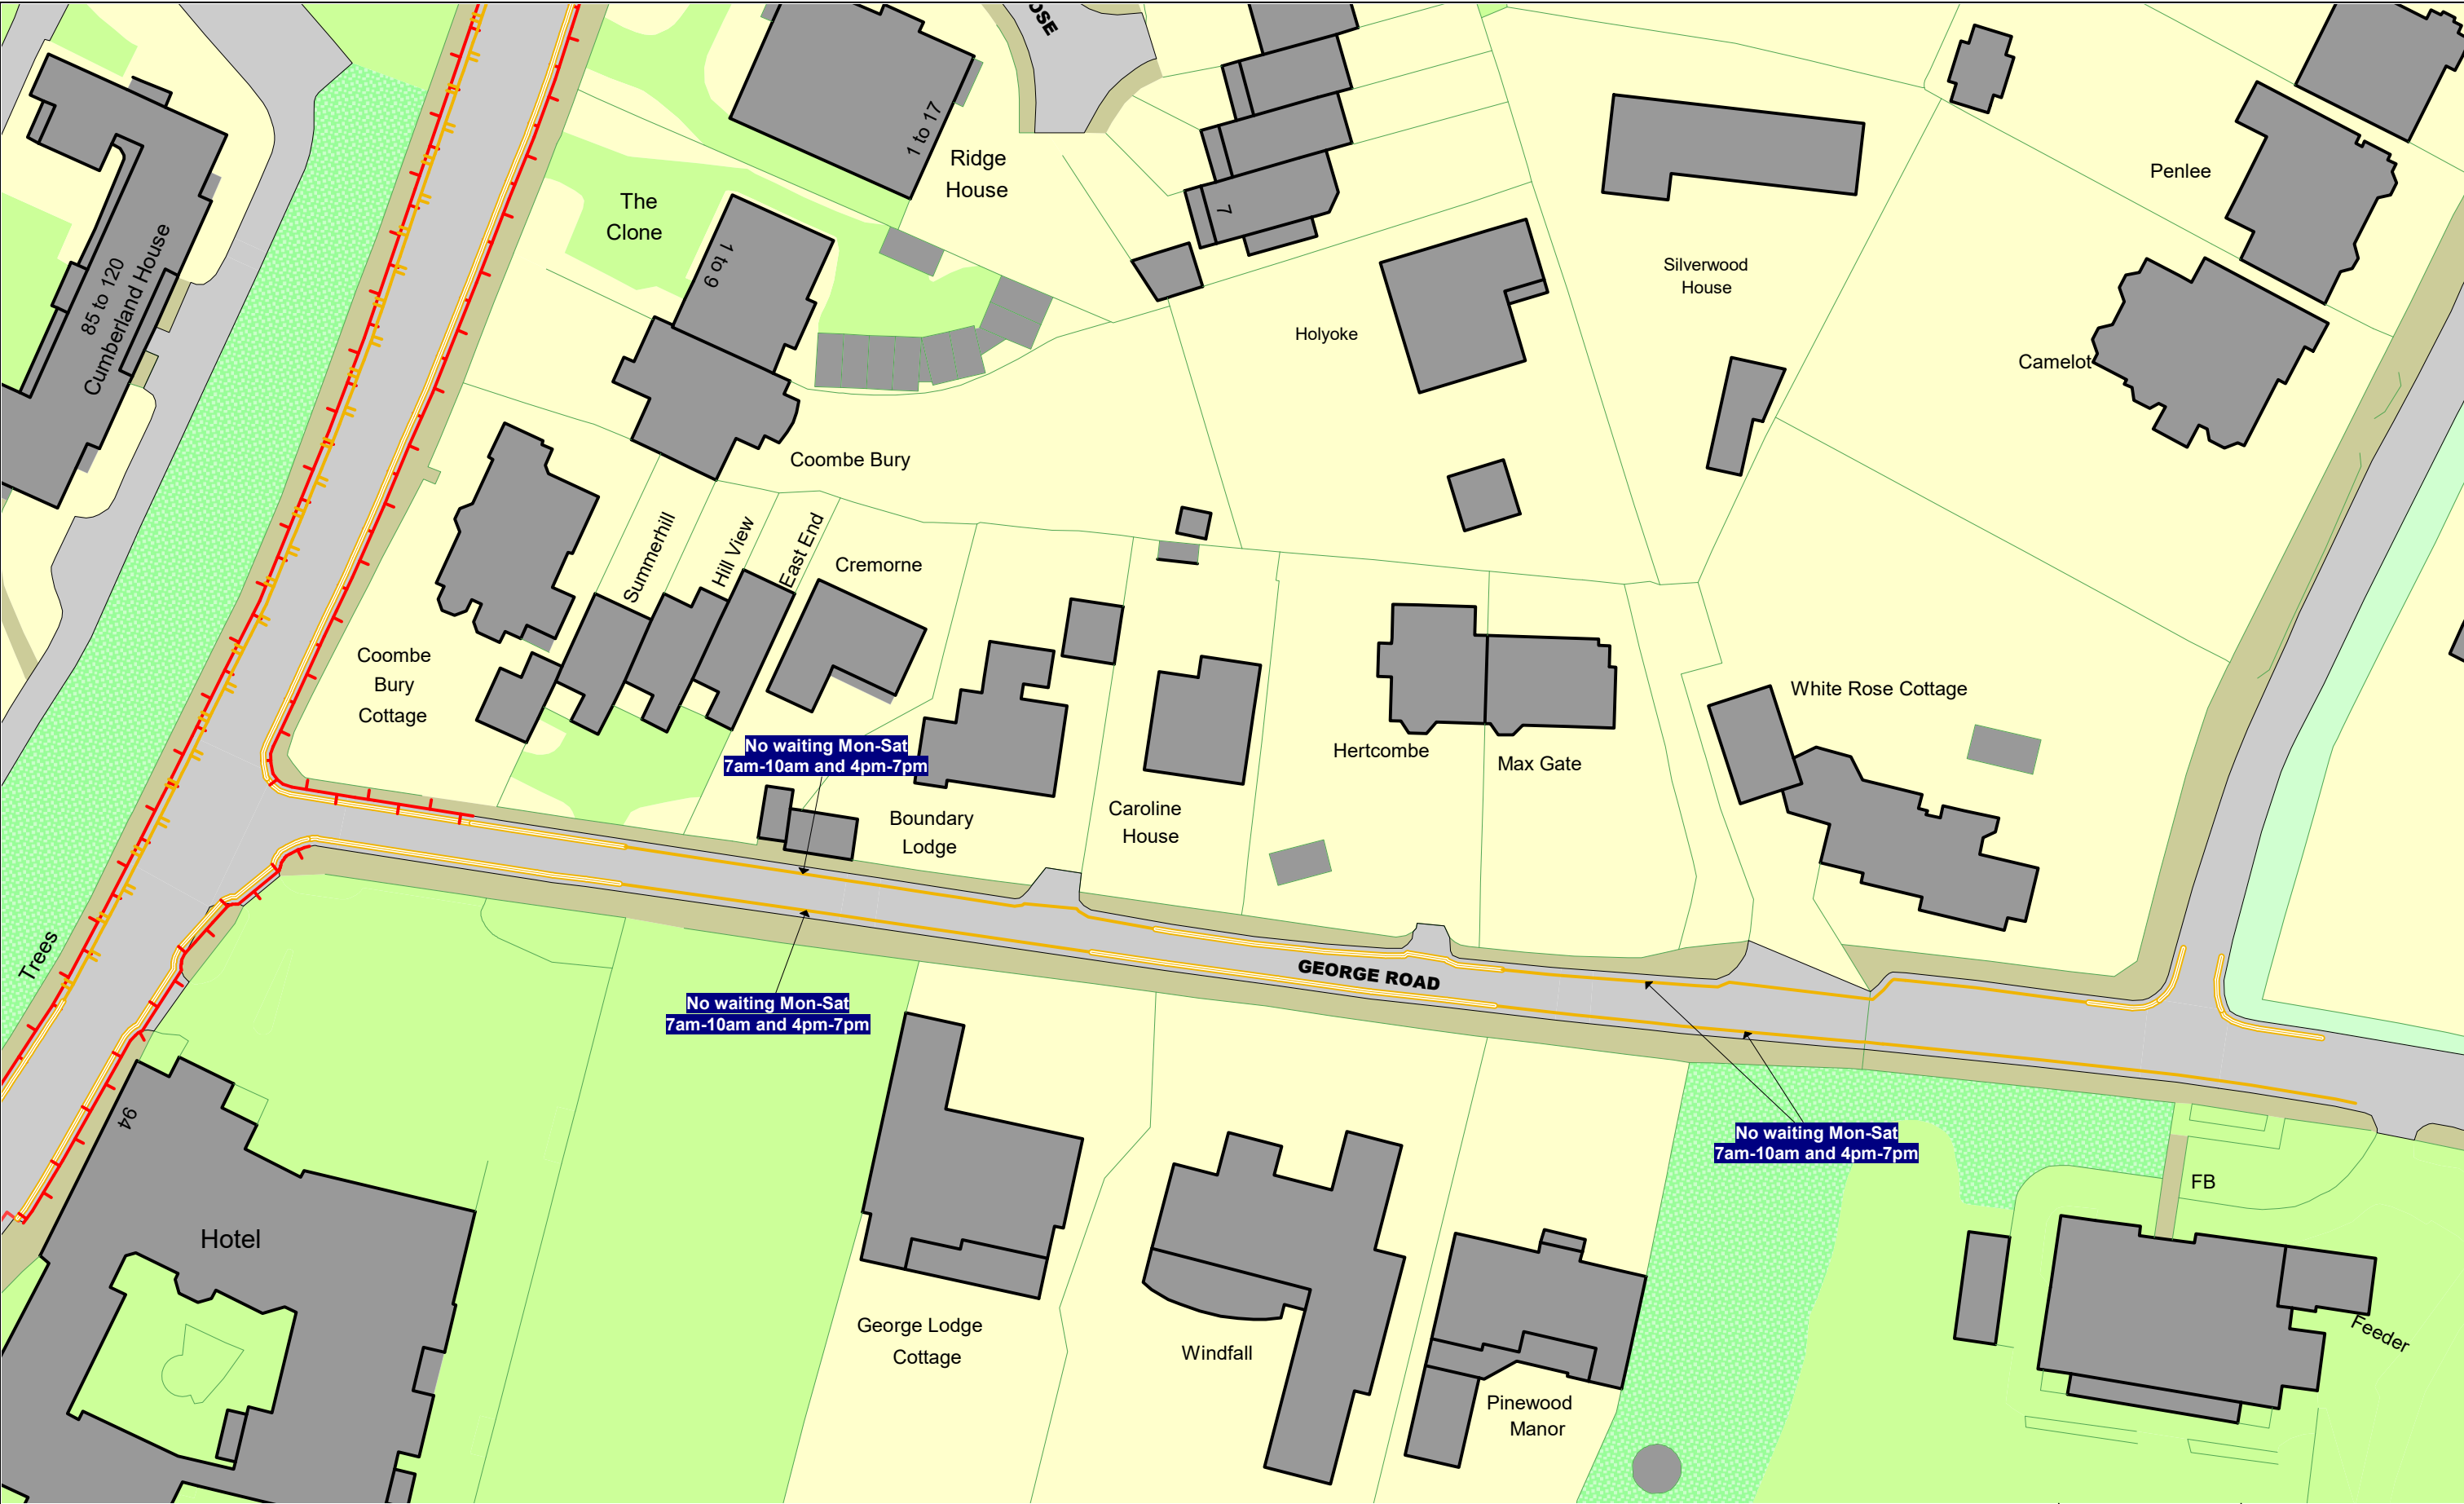 OSE
1 to 17
Ridge
House
The
Clone
1 to 9
7
Penlee
Silverwood
House
Holyoke
Camelot
85 to 120
Cumberland House
Coombe Bury
Summerhill
Hill View
East End
Cremorne
Coombe
Bury
Cottage
White Rose Cottage
Hertcombe
Max Gate
No waiting Mon-Sat
7am-10am and 4pm-7pm
Boundary
Lodge
Caroline
House
Trees
GEORGE ROAD
No waiting Mon-Sat
7am-10am and 4pm-7pm
94
No waiting Mon-Sat
7am-10am and 4pm-7pm
FB
Hotel
George Lodge
Cottage
Windfall
Feeder
Pinewood
Manor